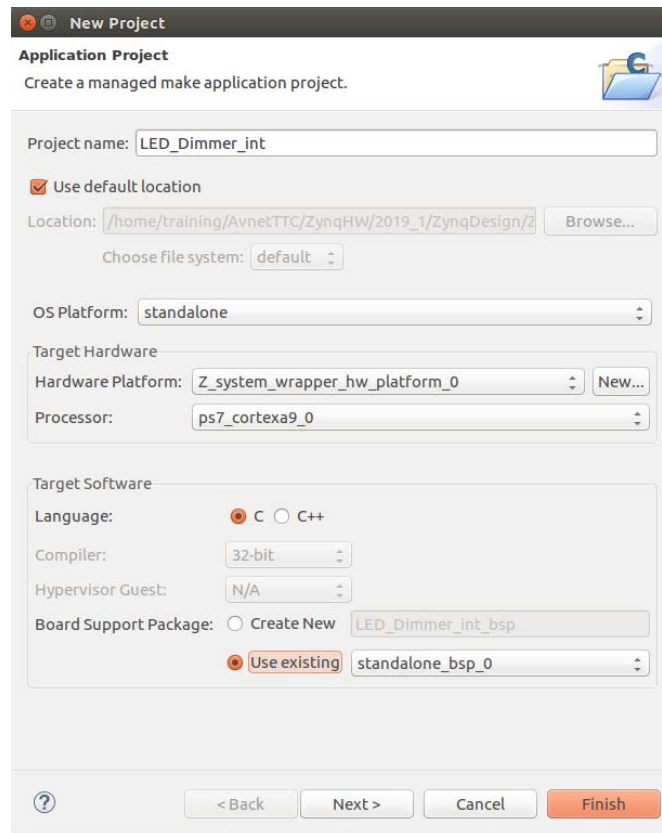 New Project
Application Project
Create a managed make application project.
C
Project name: LED_Dimmer_int
Use default location
Location: /home/training/AvnetTTC/ZynqHW/2019_1/ZynqDesign/Z Browse...
Choose file system: default
OS Platform: standalone
Target Hardware
Hardware Platform: Z_system_wrapper_hw_platform_0 New...
Processor: ps7_cortexa9_0
Target Software
Language: C C++
Compiler: 32-bit
Hypervisor Guest: N/A
Board Support Package: Create New LED_Dimmer_int_bsp
Use existing standalone_bsp_0
? < Back Next > Cancel Finish